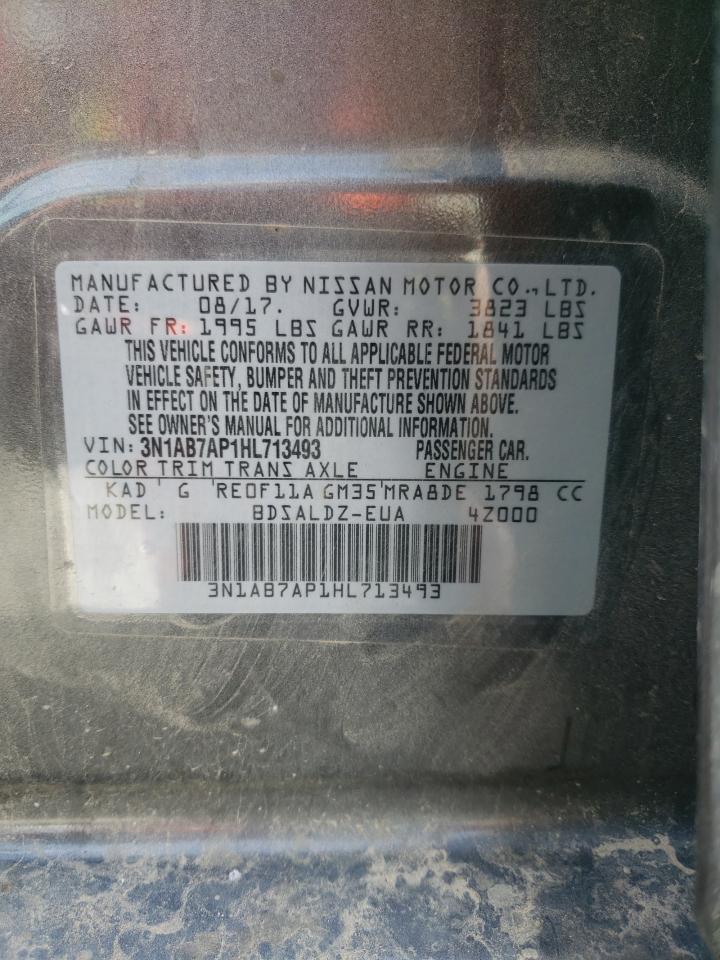 MANUFACTURED BY NISSAN MOTOR CO., LTD.
DATE: 08/17. GVWR: 3823 LBS
GAWR FR: 1995 LBS GAWR RR: 1841 LBS
THIS VEHICLE CONFORMS TO ALL APPLICABLE FEDERAL MOTOR
VEHICLE SAFETY, BUMPER AND THEFT PREVENTION STANDARDS
IN EFFECT ON THE DATE OF MANUFACTURE SHOWN ABOVE.
SEE OWNER'S MANUAL FOR ADDITIONAL INFORMATION.
VIN: 3N1AB7AP1HL713493 PASSENGER CAR.
COLOR TRIM TRANS AXLE ENGINE
KAD G RE0F11A GM35 MRA8DE 1798 CC
MODEL: BDSALDZ-EUA 4Z000
3N1AB7AP1HL713493